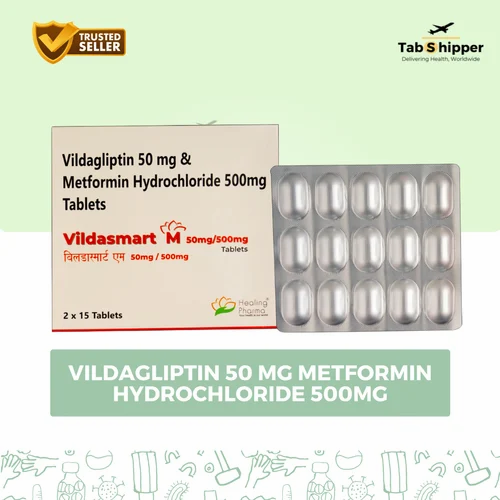 TRUSTED
SELLER
Tab Shipper
Delivering Health, Worldwide
Vildagliptin 50 mg &
Metformin Hydrochloride 500mg
Tablets
Vildasmart M 50mg/500mg
Tablets
विलडास्मार्ट एम 50mg / 500mg
2 x 15 Tablets
Healing
Pharma
VILDAGLIPTIN 50 MG METFORMIN
HYDROCHLORIDE 500MG